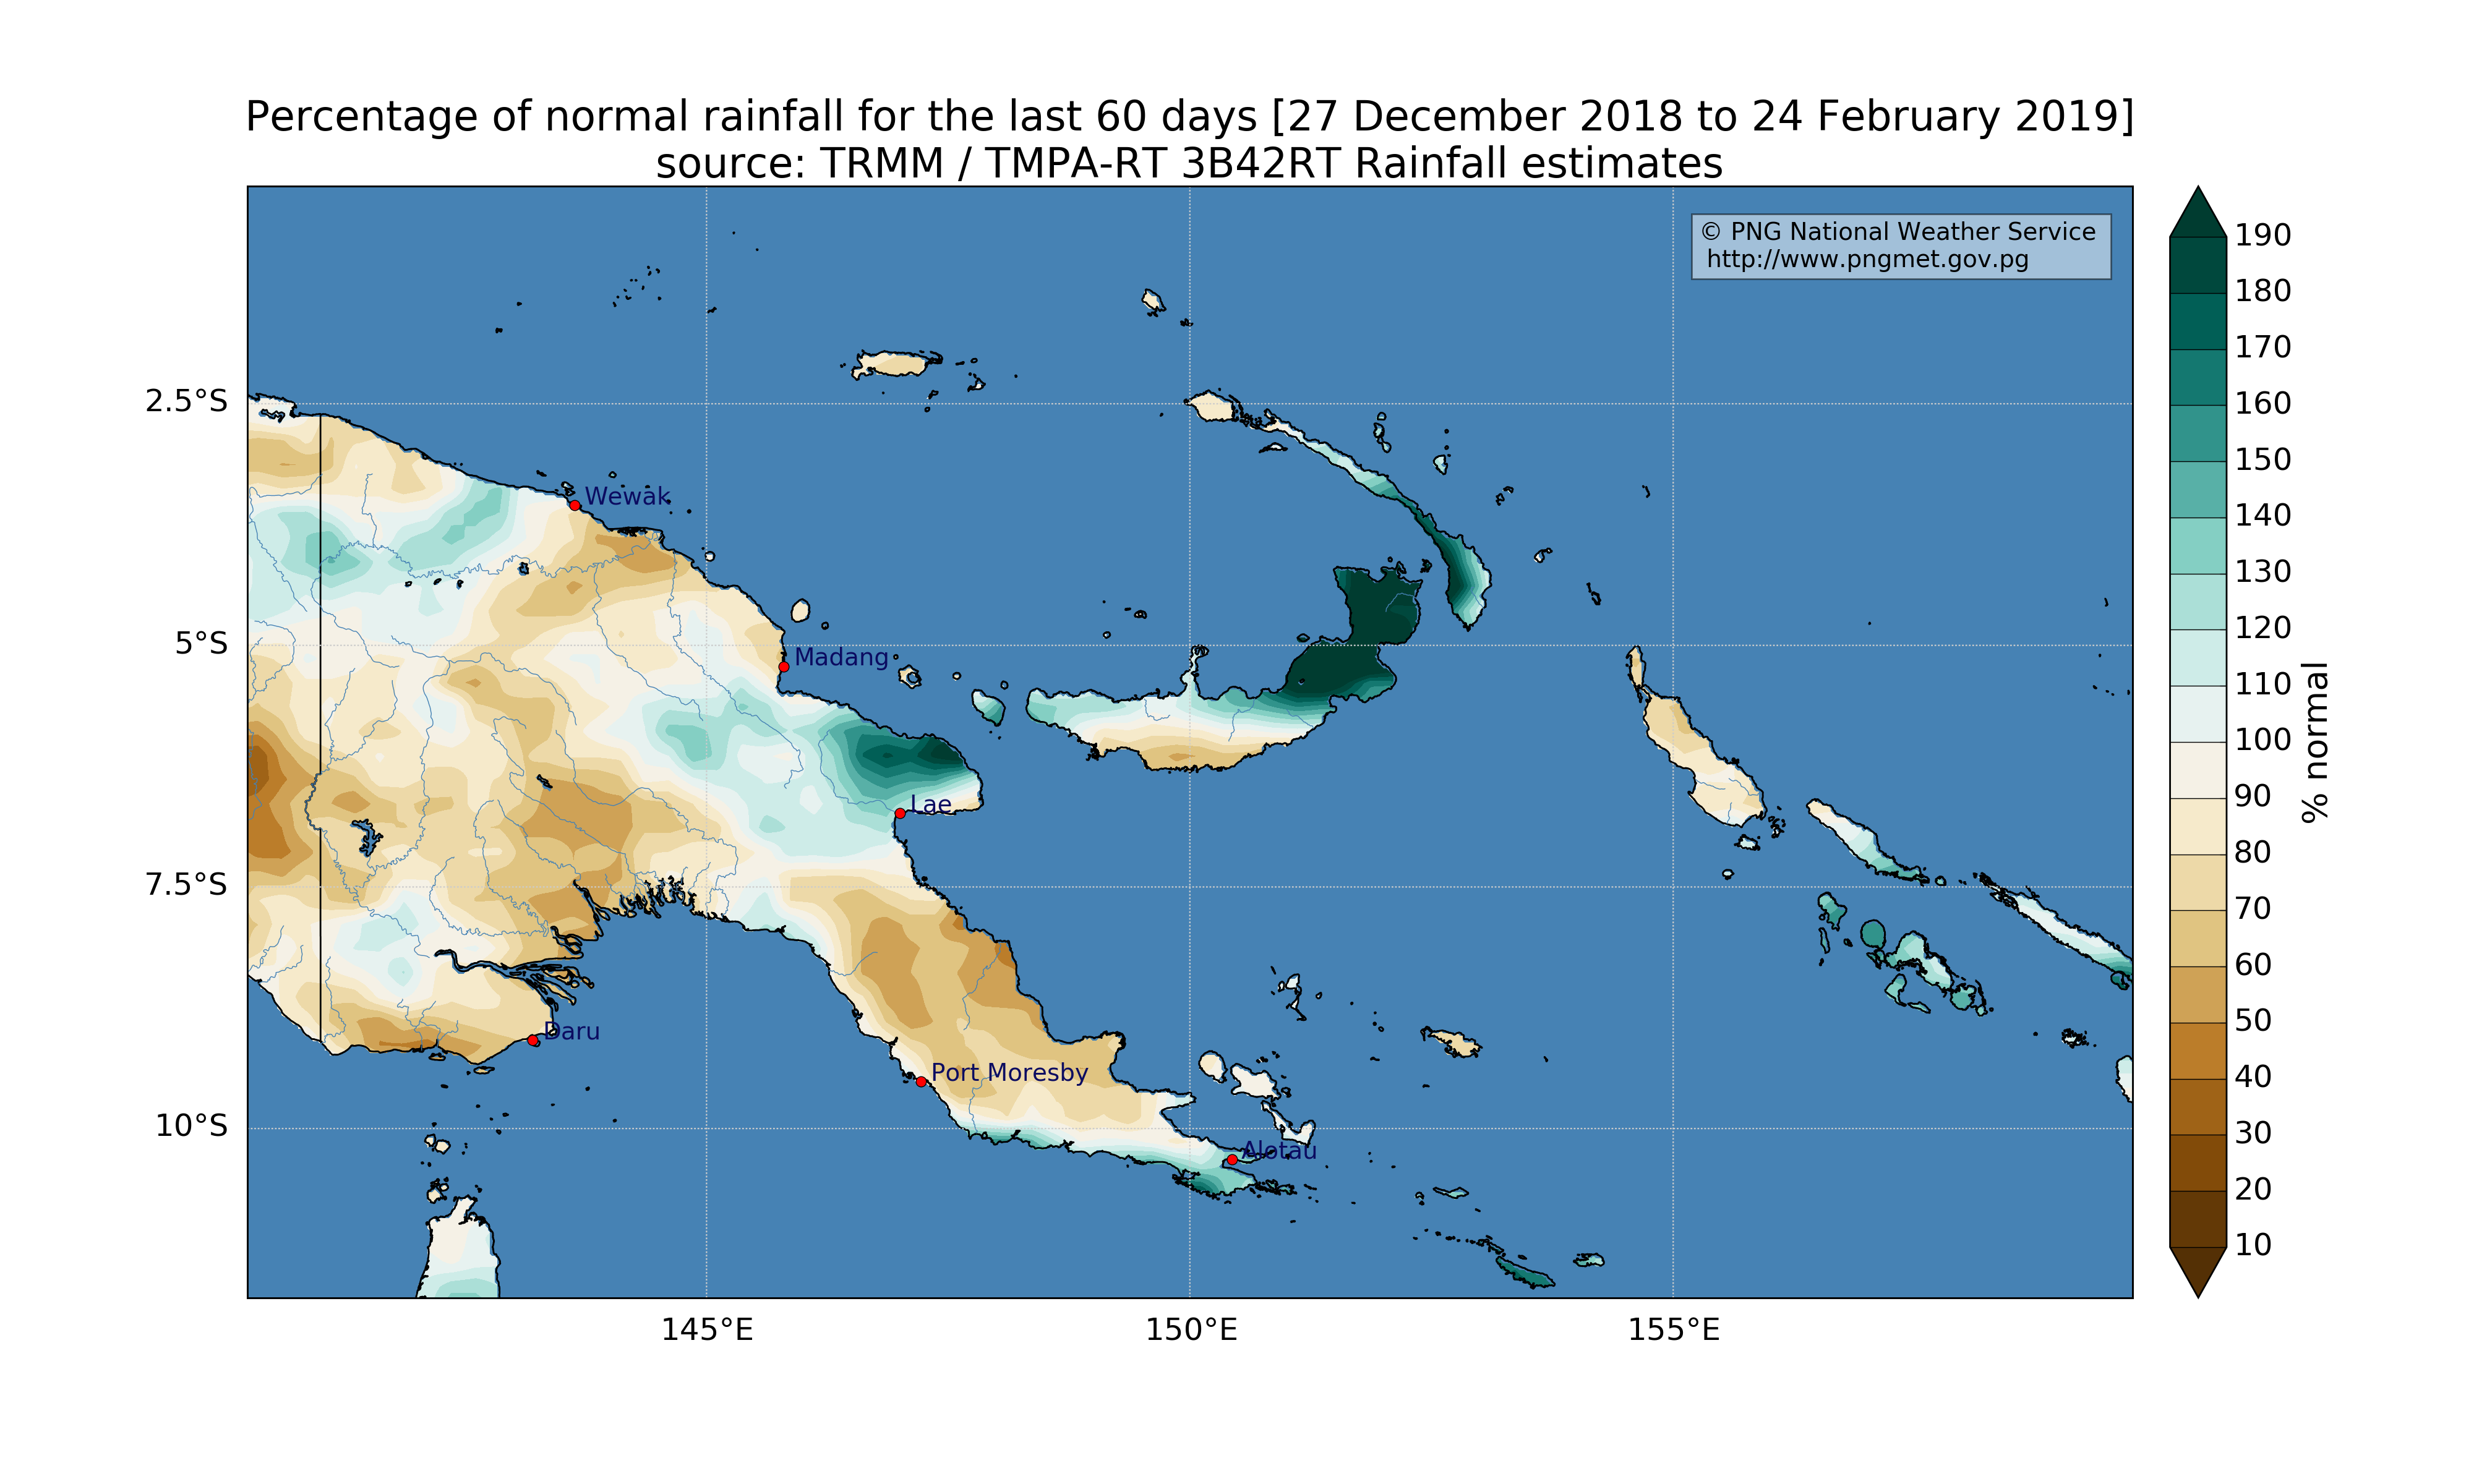 Percentage of normal rainfall for the last 60 days [27 December 2018 to 24 February 2019]
source: TRMM / TMPA-RT 3B42RT Rainfall estimates
© PNG National Weather Service
http://www.pngmet.gov.pg
190
180
170
160
150
140
130
120
110
100
90
80
70
60
50
40
30
20
10
% normal
2.5°S
5°S
7.5°S
10°S
Wewak
Madang
Lae
Daru
Port Moresby
Alotau
145°E
150°E
155°E